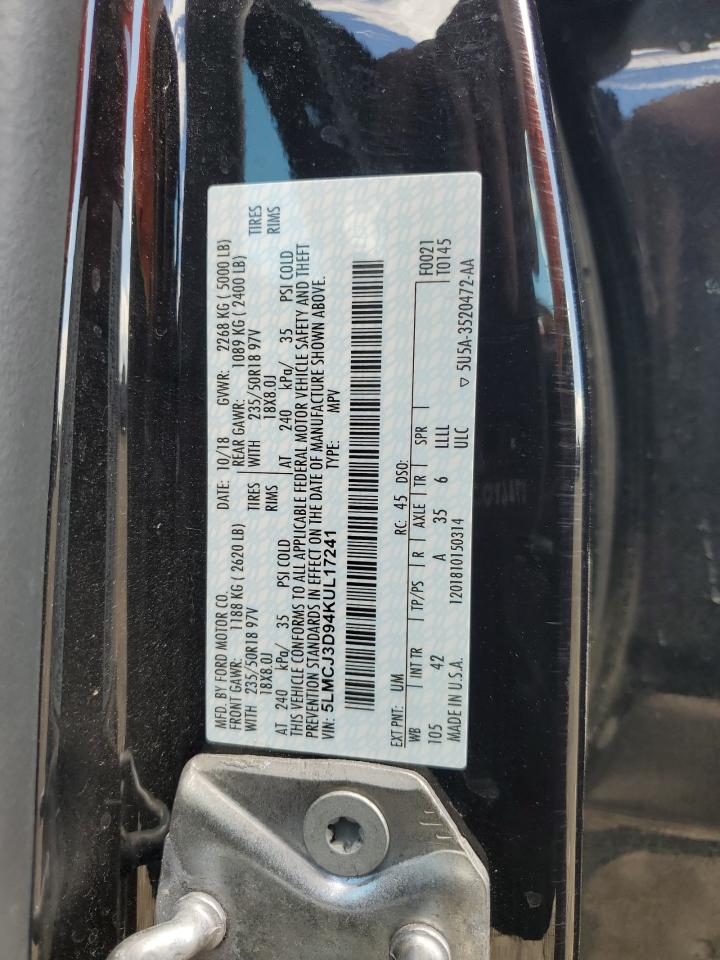 MFD. BY FORD MOTOR CO.
DATE: 10/18 GVWR: 2268 KG ( 5000 LB)
FRONT GAWR: 1188 KG ( 2620 LB)
REAR GAWR: 1089 KG ( 2400 LB)
WITH 235/50R18 97V TIRES
WITH 235/50R18 97V TIRES
18X8.0J RIMS
18X8.0J RIMS
AT 240 kPa/ 35 PSI COLD
AT 240 kPa/ 35 PSI COLD
THIS VEHICLE CONFORMS TO ALL APPLICABLE FEDERAL MOTOR VEHICLE SAFETY AND THEFT
PREVENTION STANDARDS IN EFFECT ON THE DATE OF MANUFACTURE SHOWN ABOVE.
VIN: 5LMCJ3D94KUL17241 TYPE: MPV
EXT PNT: UM RC: 45 DSO: F0021
WB INT TR TP/PS R AXLE TR SPR T0145
105 42 A 35 6 LLLL
MADE IN U.S.A. 120181015​0314 ULC ▽ 5U5A-3520472-AA